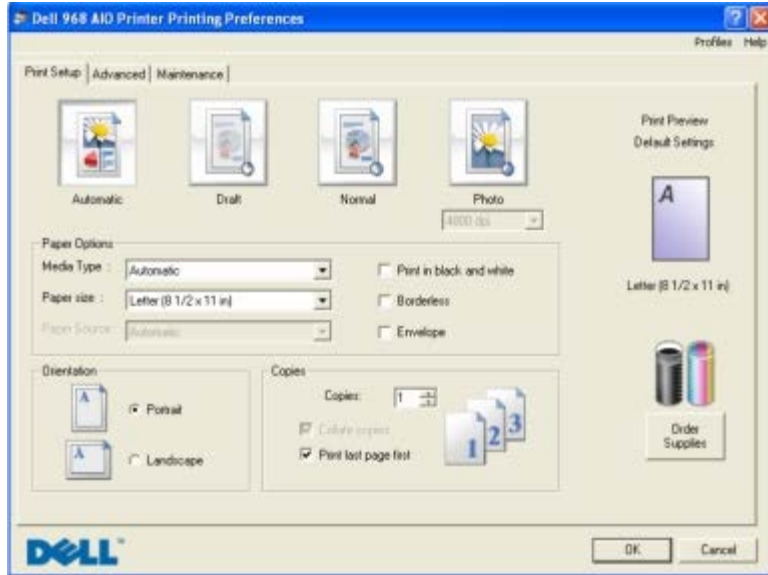 Dell 968 AIO Printer Printing Preferences
Profiles Help
Print Setup Advanced Maintenance
Automatic
Draft
Normal
Photo
4800 dpi
Print Preview
Default Settings
A
Letter (8 1/2 x 11 in)
Paper Options
Media Type : Automatic
Print in black and white
Paper size : Letter (8 1/2 x 11 in)
Borderless
Paper Source : Automatic
Envelope
Orientation
A
Portrait
A
Landscape
Copies
Copies: 1
Collate copies
Print last page first
1 2 3
Order
Supplies
DELL™
OK Cancel